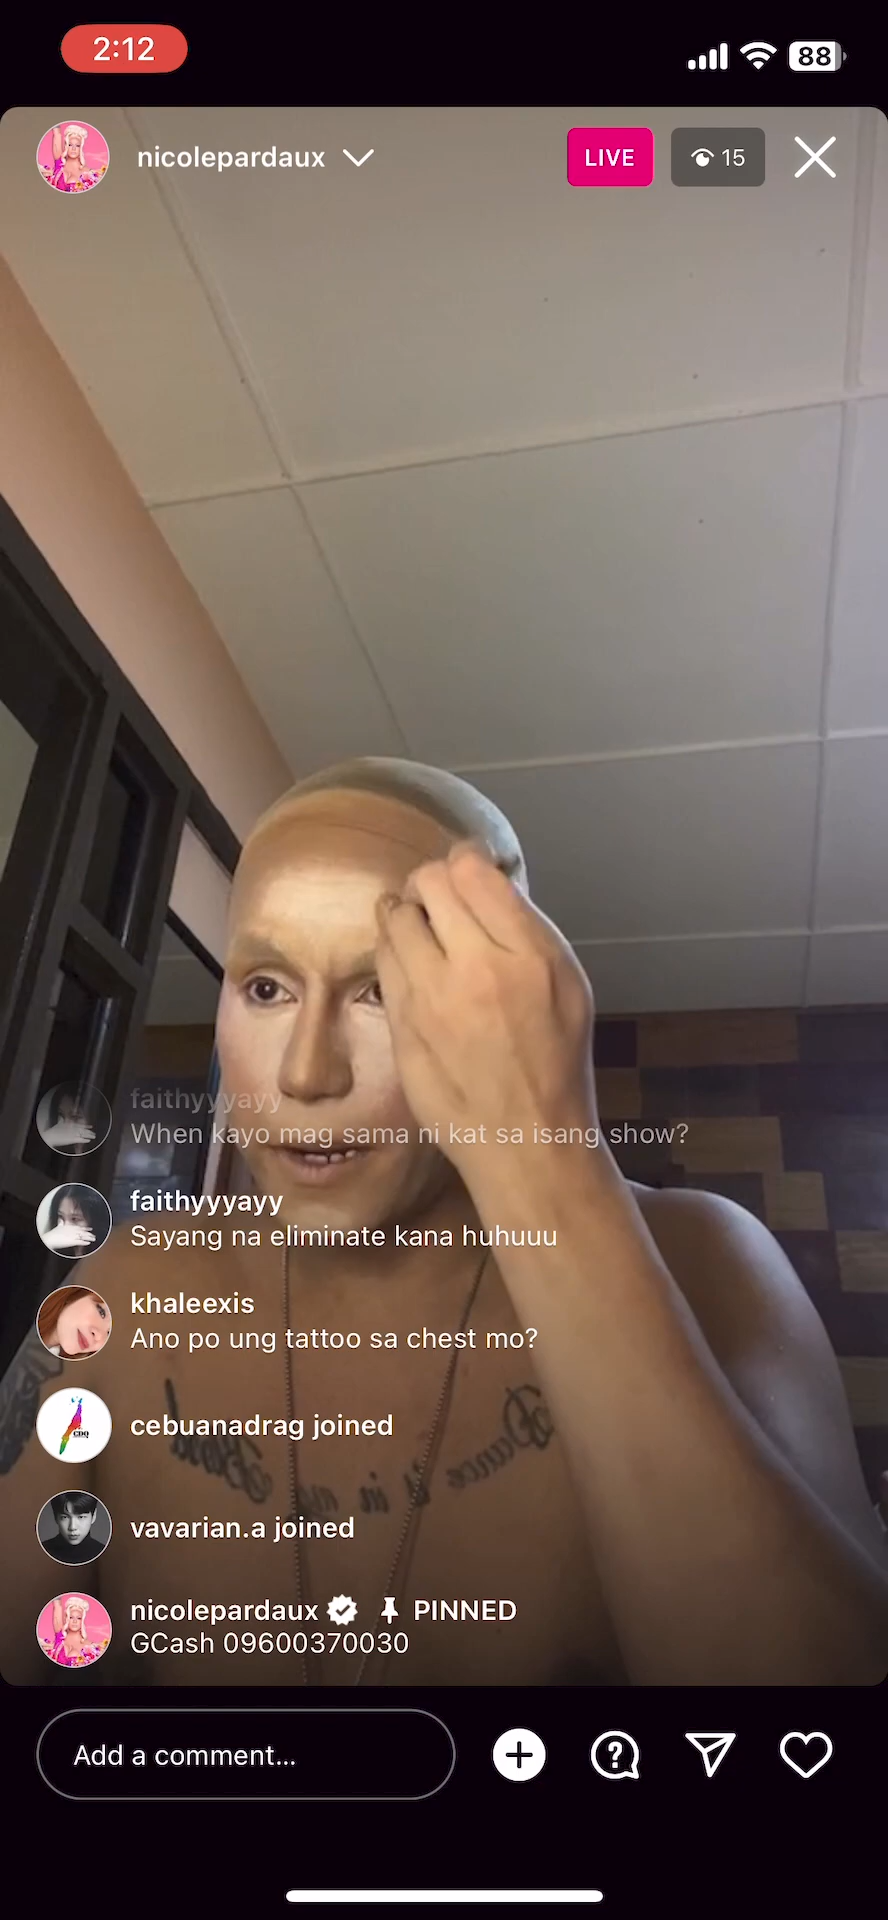 2:12
88
nicolepardaux
LIVE
15
faithyyyayy
When kayo mag sama ni kat sa isang show?
faithyyyayy
Sayang na eliminate kana huhuuu
khaleexis
Ano po ung tattoo sa chest mo?
CDQ
cebuanadrag joined
vavarian.a joined
nicolepardaux PINNED
GCash 09600370030
Add a comment...